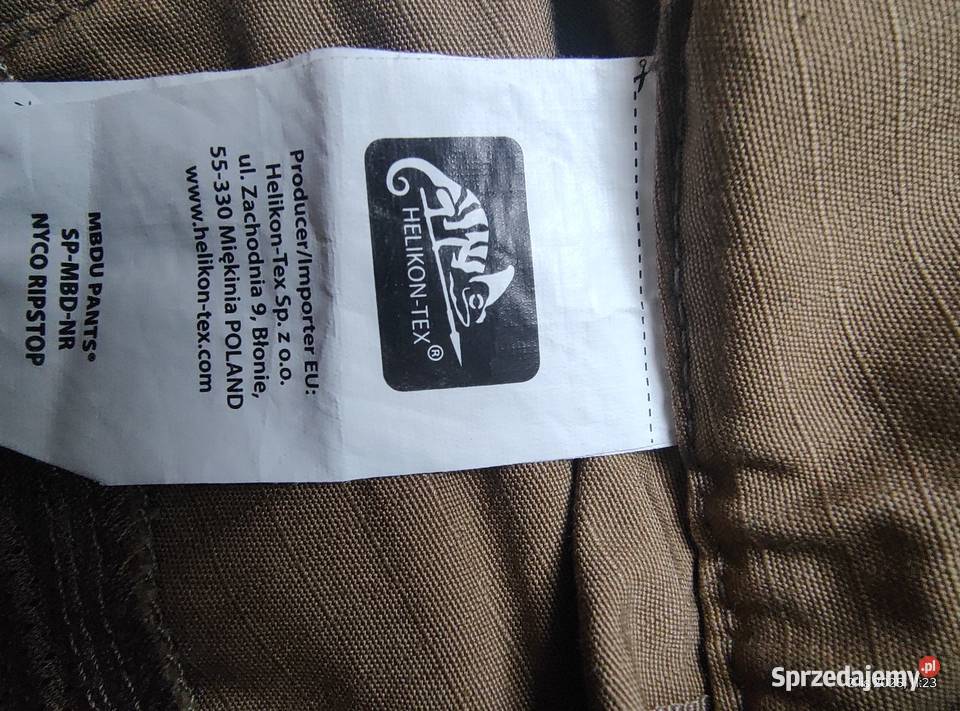 HELIKON-TEX®
Producer/Importer EU:
Helikon-Tex Sp. z o.o.
ul. Zachodnia 9, Błonie,
55-330 Miękinia POLAND
www.helikon-tex.com
MBDU PANTS®
SP-MBD-NR
NYCO RIPSTOP
Sprzedajemy.pl